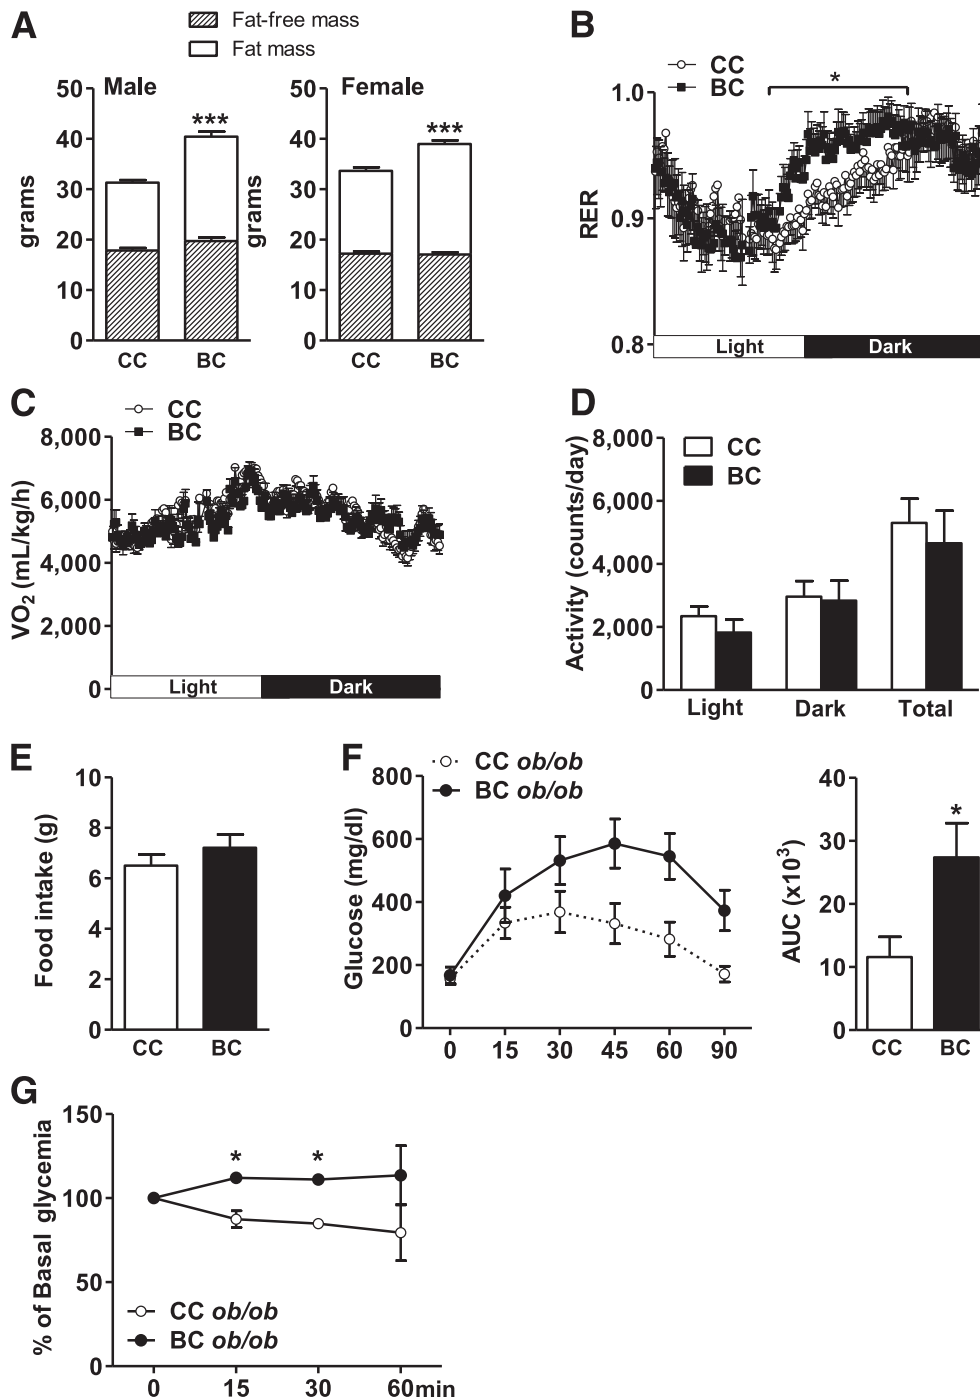 A
Fat-free mass
Fat mass
Male
Female
grams
50
40
30
20
10
0
***
CC
BC
grams
50
40
30
20
10
0
***
CC
BC
B
CC
BC
*
RER
1.0
0.9
0.8
Light
Dark
C
CC
BC
VO₂ (mL/kg/h)
8,000
6,000
4,000
2,000
0
Light
Dark
D
CC
BC
Activity (counts/day)
8,000
6,000
4,000
2,000
0
Light
Dark
Total
E
Food intake (g)
10
8
6
4
2
0
CC
BC
F
CC ob/ob
BC ob/ob
Glucose (mg/dl)
800
600
400
200
0
0
15
30
45
60
90
AUC (x10³)
40
30
20
10
0
*
CC
BC
G
% of Basal glycemia
150
100
50
0
*
*
CC ob/ob
BC ob/ob
0
15
30
60min